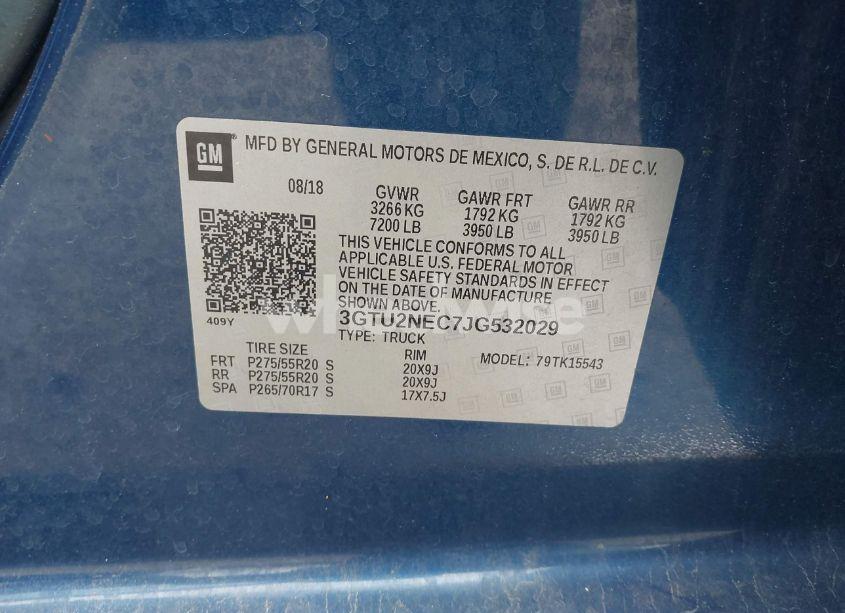 GM® MFD BY GENERAL MOTORS DE MEXICO, S. DE R.L. DE C.V.
08/18 GVWR GAWR FRT GAWR RR
3266 KG 1792 KG 1792 KG
7200 LB 3950 LB 3950 LB
THIS VEHICLE CONFORMS TO ALL
APPLICABLE U.S. FEDERAL MOTOR
VEHICLE SAFETY STANDARDS IN EFFECT
ON THE DATE OF MANUFACTURE
SHOWN ABOVE.
409Y 3GTU2NEC7JG532029
TYPE: TRUCK
TIRE SIZE RIM MODEL: 79TK15543
FRT P275/55R20 S 20X9J
RR P275/55R20 S 20X9J
SPA P265/70R17 S 17X7.5J